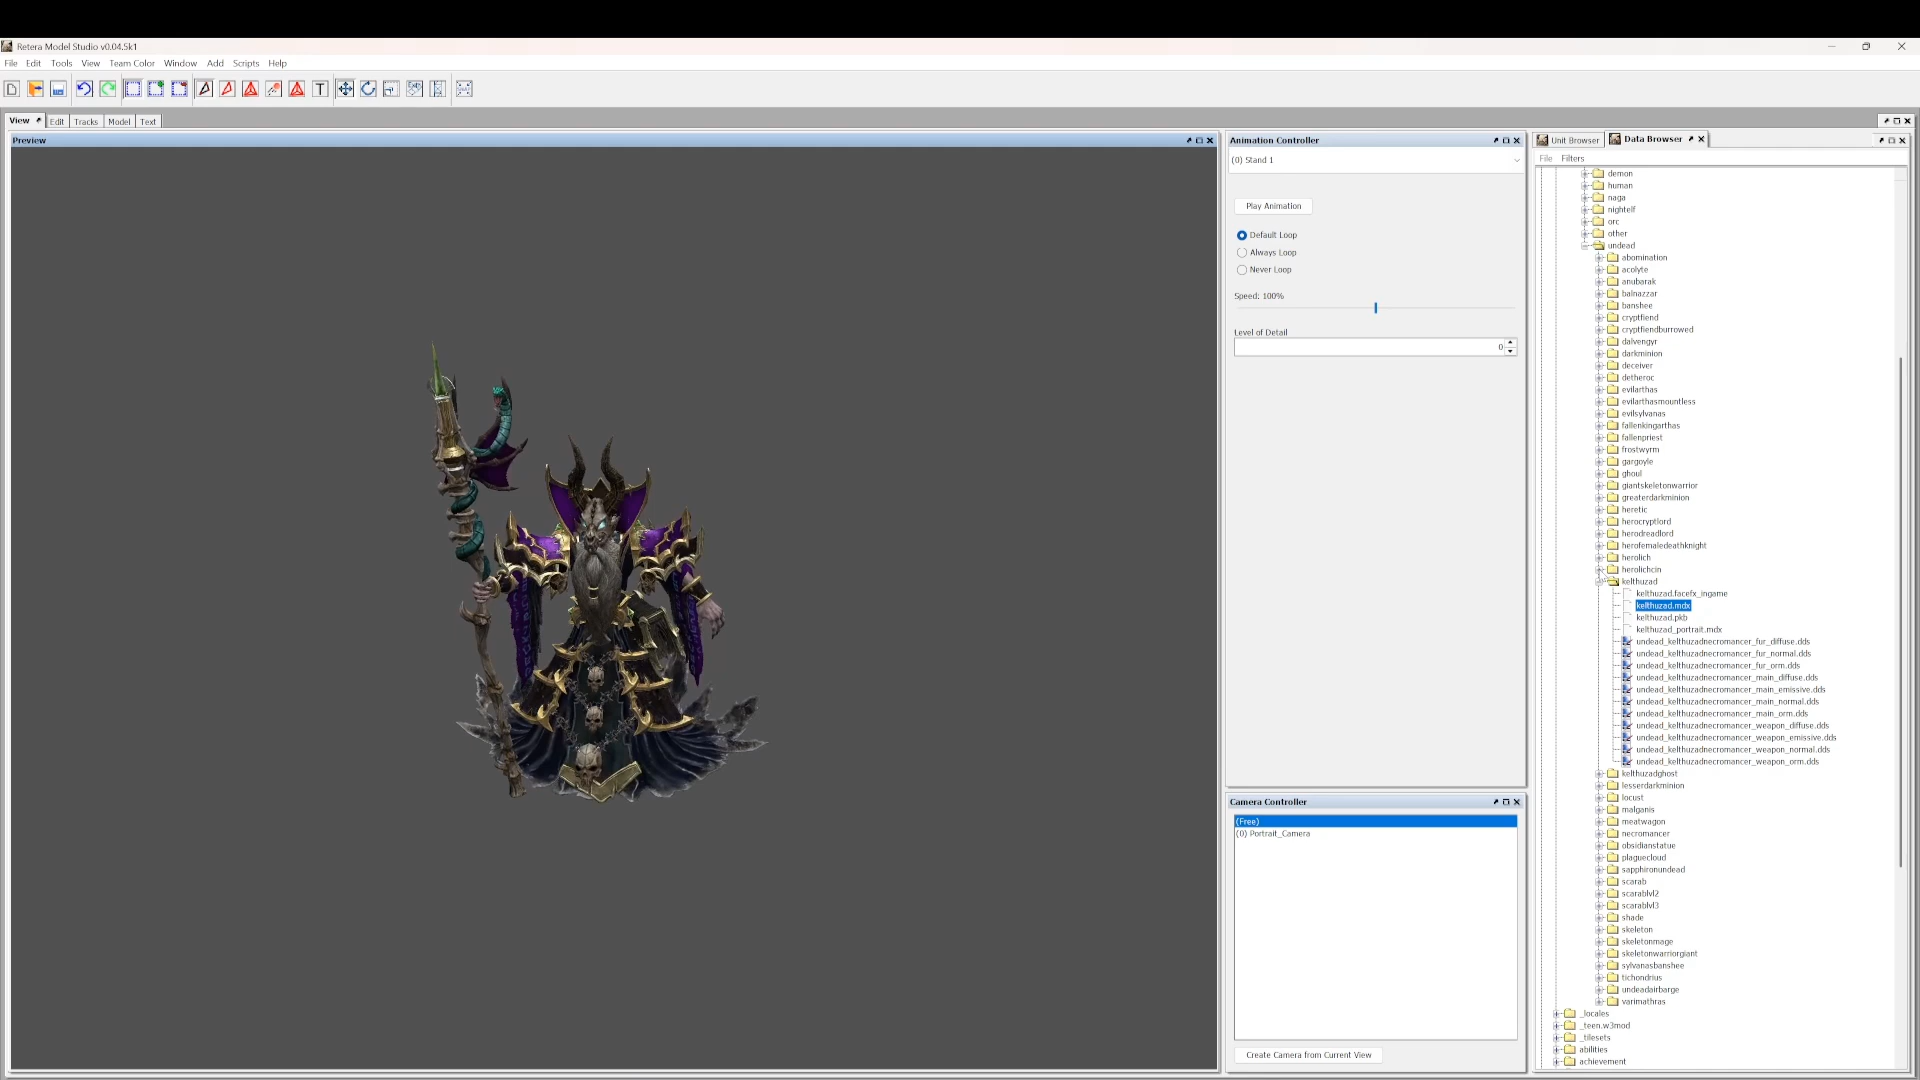 Retera Model Studio v0.04.5k1
File Edit Tools View Team Color Window Add Scripts Help
T
View Edit Tracks Model Text
Preview
Animation Controller
(0) Stand 1
Play Animation
Default Loop
Always Loop
Never Loop
Speed: 100%
Level of Detail
0
Camera Controller
(Free)
(0) Portrait_Camera
Create Camera from Current View
Unit Browser Data Browser
File Filters
demon
human
naga
nightelf
orc
other
undead
abomination
acolyte
anubarak
balnazzar
banshee
cryptfiend
cryptfiendburrowed
dalvengyr
darkminion
deceiver
detheroc
evilarthas
evilarthasmountless
evilsylvanas
fallenkingarthas
fallenpriest
frostwyrm
gargoyle
ghoul
giantskeletonwarrior
greaterdarkminion
heretic
herocryptlord
herodreadlord
herofemaledeathknight
herolich
herolichcin
kelthuzad
kelthuzad.facefx_ingame
kelthuzad.mdx
kelthuzad.pkb
kelthuzad_portrait.mdx
undead_kelthuzadnecromancer_fur_diffuse.dds
undead_kelthuzadnecromancer_fur_normal.dds
undead_kelthuzadnecromancer_fur_orm.dds
undead_kelthuzadnecromancer_main_diffuse.dds
undead_kelthuzadnecromancer_main_emissive.dds
undead_kelthuzadnecromancer_main_normal.dds
undead_kelthuzadnecromancer_main_orm.dds
undead_kelthuzadnecromancer_weapon_diffuse.dds
undead_kelthuzadnecromancer_weapon_emissive.dds
undead_kelthuzadnecromancer_weapon_normal.dds
undead_kelthuzadnecromancer_weapon_orm.dds
kelthuzadghost
lesserdarkminion
locust
malganis
meatwagon
necromancer
obsidianstatue
plaguecloud
sapphironundead
scarab
scarablvl2
scarablvl3
shade
skeleton
skeletonmage
skeletonwarriorgiant
sylvanasbanshee
tichondrius
undeadairbarge
varimathras
_locales
_teen.w3mod
_tilesets
abilities
achievement